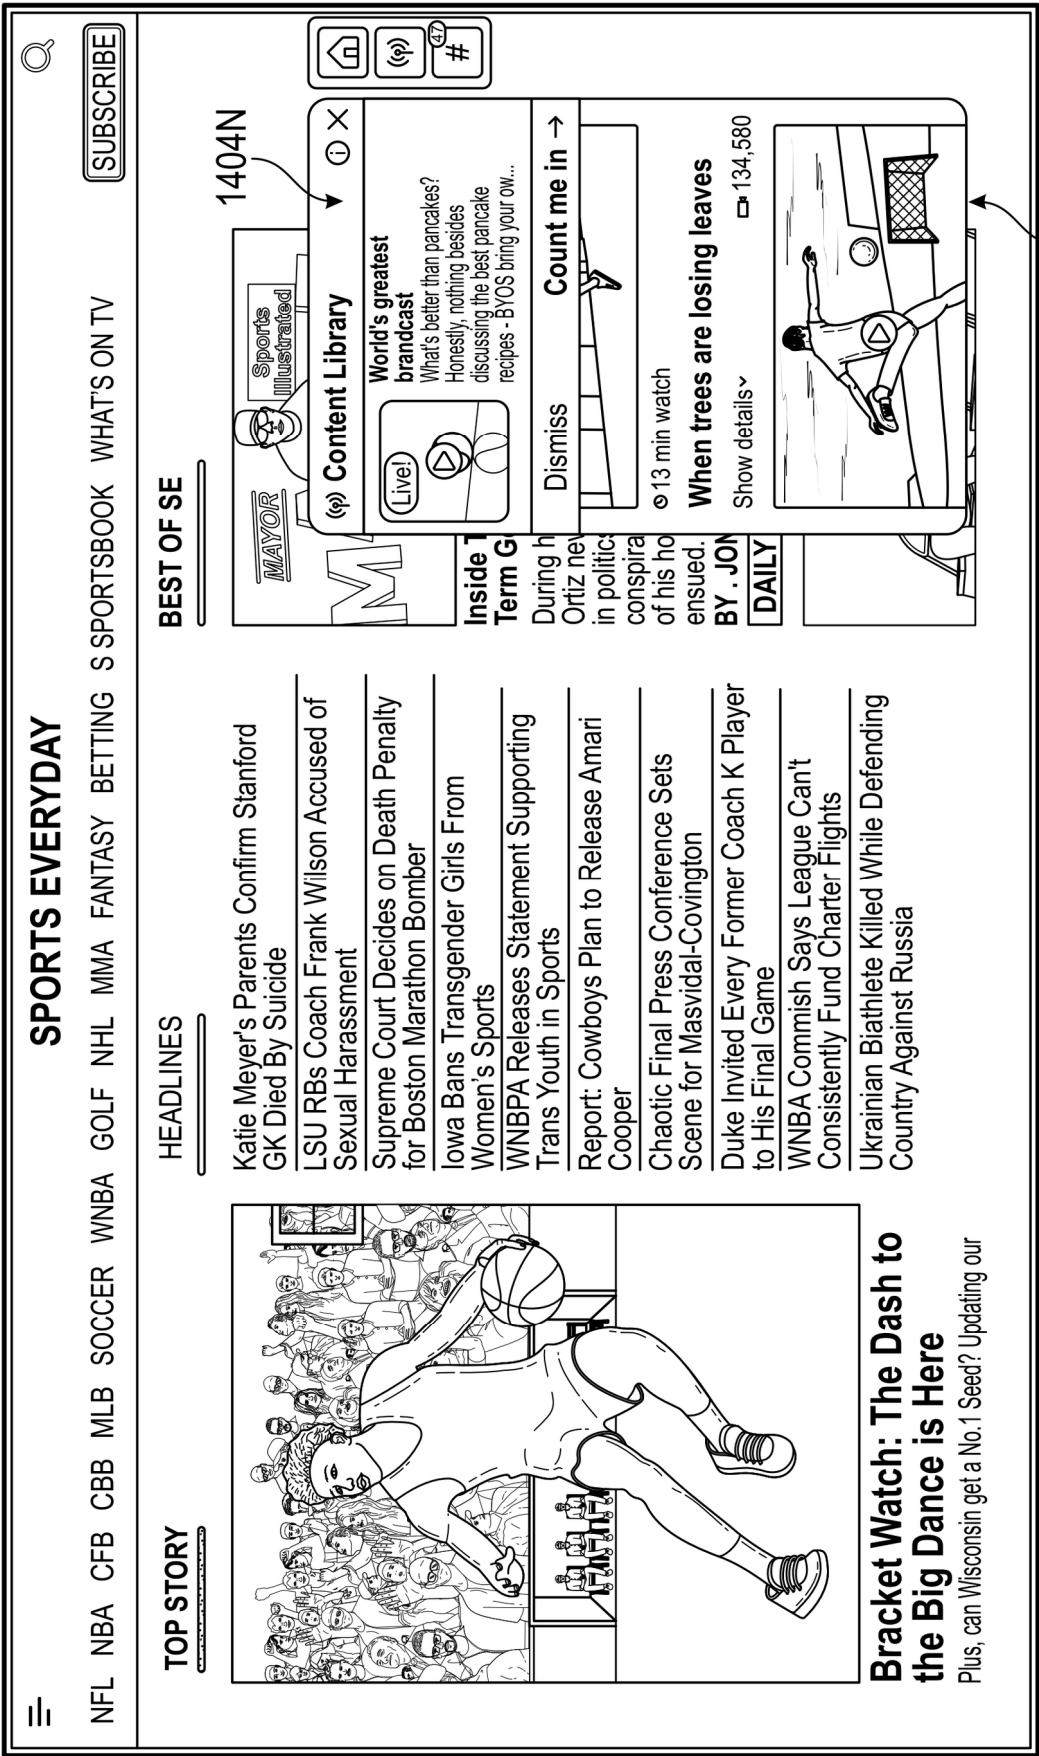 SPORTS EVERYDAY
SUBSCRIBE
NFL NBA CFB CBB MLB SOCCER WNBA GOLF NHL MMA FANTASY BETTING S SPORTSBOOK WHAT'S ON TV
TOP STORY
Bracket Watch: The Dash to
the Big Dance is Here
Plus, can Wisconsin get a No.1 Seed? Updating our
HEADLINES
Katie Meyer's Parents Confirm Stanford
GK Died By Suicide
LSU RBs Coach Frank Wilson Accused of
Sexual Harassment
Supreme Court Decides on Death Penalty
for Boston Marathon Bomber
Iowa Bans Transgender Girls From
Women's Sports
WNBPA Releases Statement Supporting
Trans Youth in Sports
Report: Cowboys Plan to Release Amari
Cooper
Chaotic Final Press Conference Sets
Scene for Masvidal-Covington
Duke Invited Every Former Coach K Player
to His Final Game
WNBA Commish Says League Can't
Consistently Fund Charter Flights
Ukrainian Biathlete Killed While Defending
Country Against Russia
BEST OF SE
MAYOR
Sports
Illustrated
Inside
Term
During h
Ortiz
in politics
conspira
of his ho
ensued.
BY . JON
DAILY
1404N
47
#
Content Library
Live!
World's greatest
brandcast
What's better than pancakes?
Honestly, nothing besides
discussing the best pancake
recipes - BYOS bring your ow...
Dismiss
Count me in →
13 min watch
When trees are losing leaves
Show details
134,580